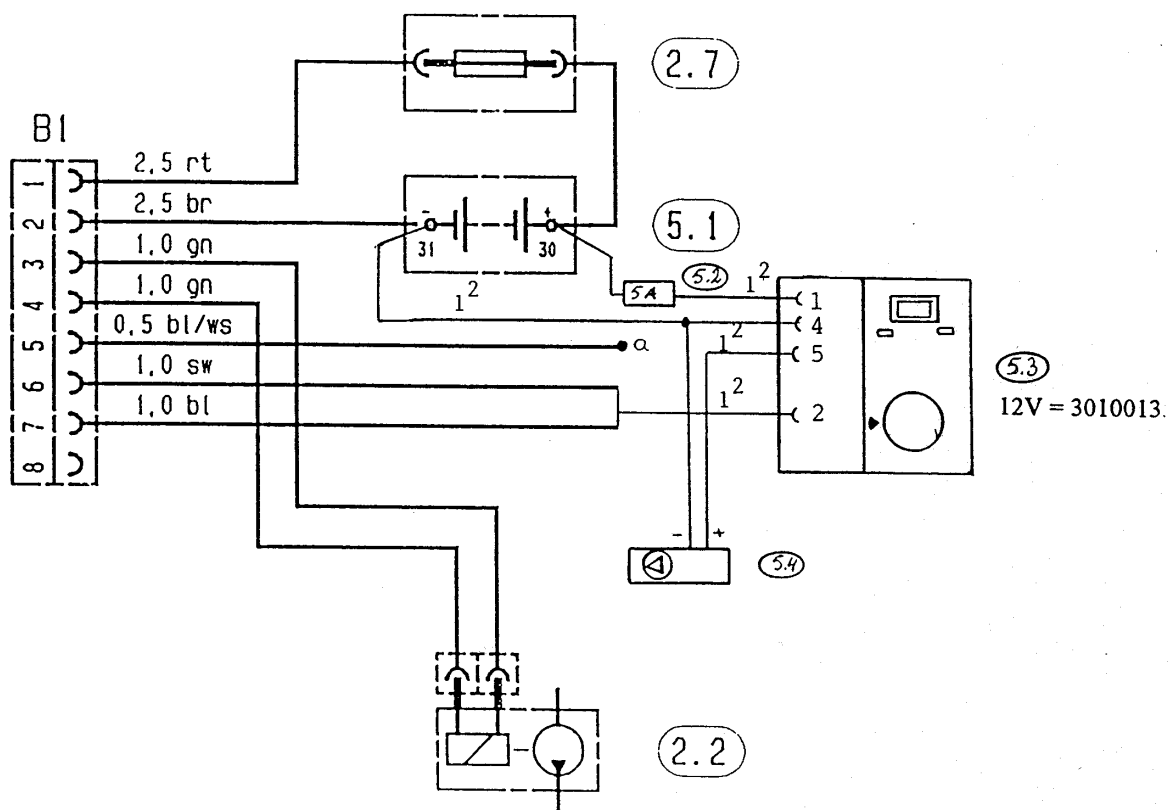 2.7
B1
1 2,5 rt
2 2,5 br
3 1,0 gn
4 1,0 gn
5 0,5 bl/ws
6 1,0 sw
7 1,0 bl
8
- +
31 30
5.1
5A
5.2
1²
1²
1²
1²
a
1
4
5
2
5.3
12V = 3010013
- +
5.4
2.2